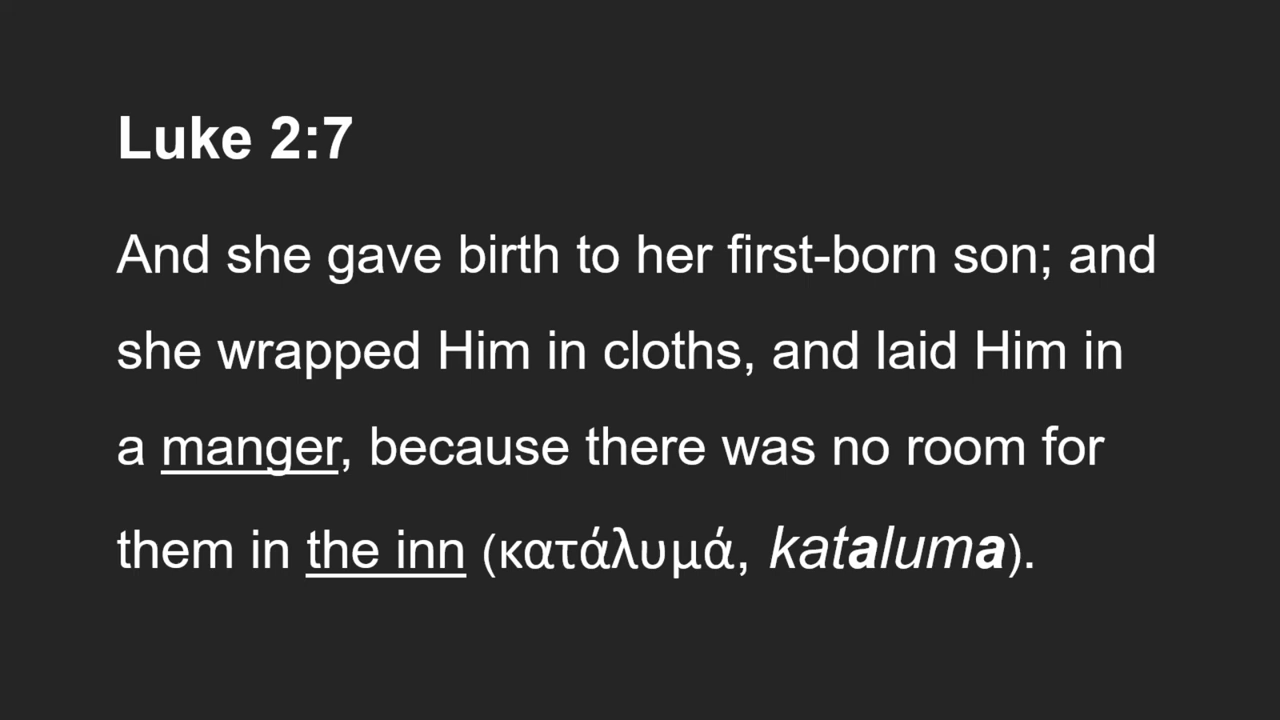 Luke 2:7
And she gave birth to her first-born son; and
she wrapped Him in cloths, and laid Him in
a manger, because there was no room for
them in the inn (κατάλυμά, kataluma).